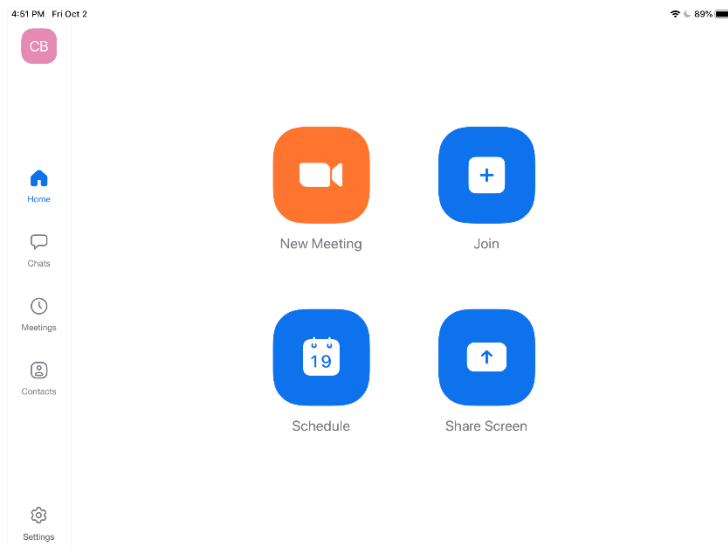 4:51 PM Fri Oct 2
89%
CB
Home
Chats
Meetings
Contacts
Settings
New Meeting
Join
19
Schedule
Share Screen